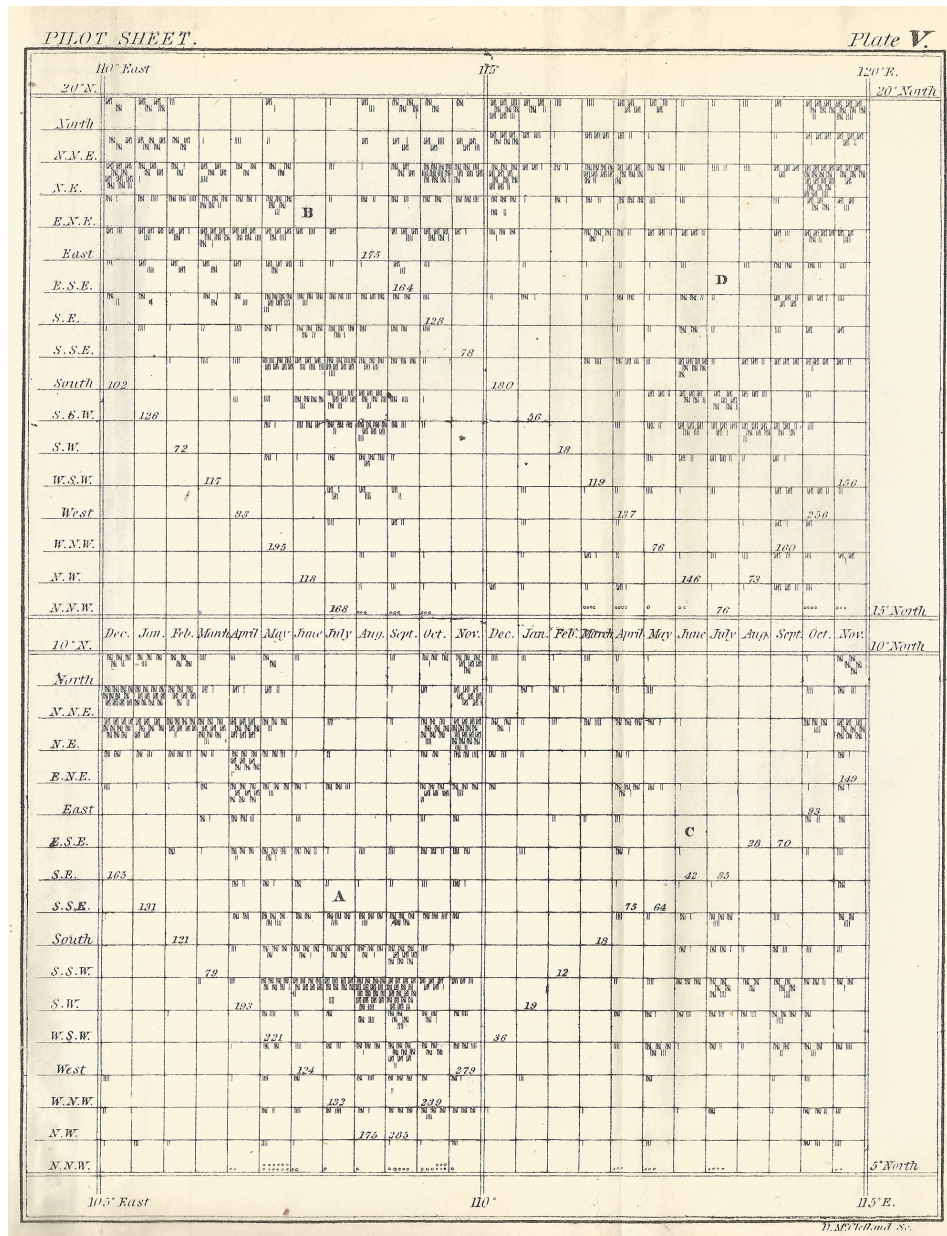 PILOT SHEET. Plate V.
110° East 115° 120° E.
20° N. 20° North
North
N.N.E.
N.E.
B
E.N.E.
East 175
D
E.S.E. 164
S.E. 128
S.S.E. 78
South 102 180
S.S.W. 126 56
S.W. 72 18
W.S.W. 117 119 156
West 83 137 256
W.N.W. 195 76 160
N.W. 118 146 73
N.N.W. 168 76 15° North
Dec. Jan. Feb. March April May June July Aug. Sept. Oct. Nov. Dec. Jan. Feb. March April May June July Aug. Sept. Oct. Nov.
10° N. 10° North
North
N.N.E.
N.E.
E.N.E. 149
East 93
C
E.S.E. 28 70
S.E. 165 42 85
A
S.S.E. 131 75 64
South 121 18
S.S.W 79 12
S.W. 193 19
W.S.W. 221 36
West 124 279
W.N.W. 132 239
N.W. 175 285
N.N.W. 5° North
105° East 110° 115° E.
D. McClelland Sc.